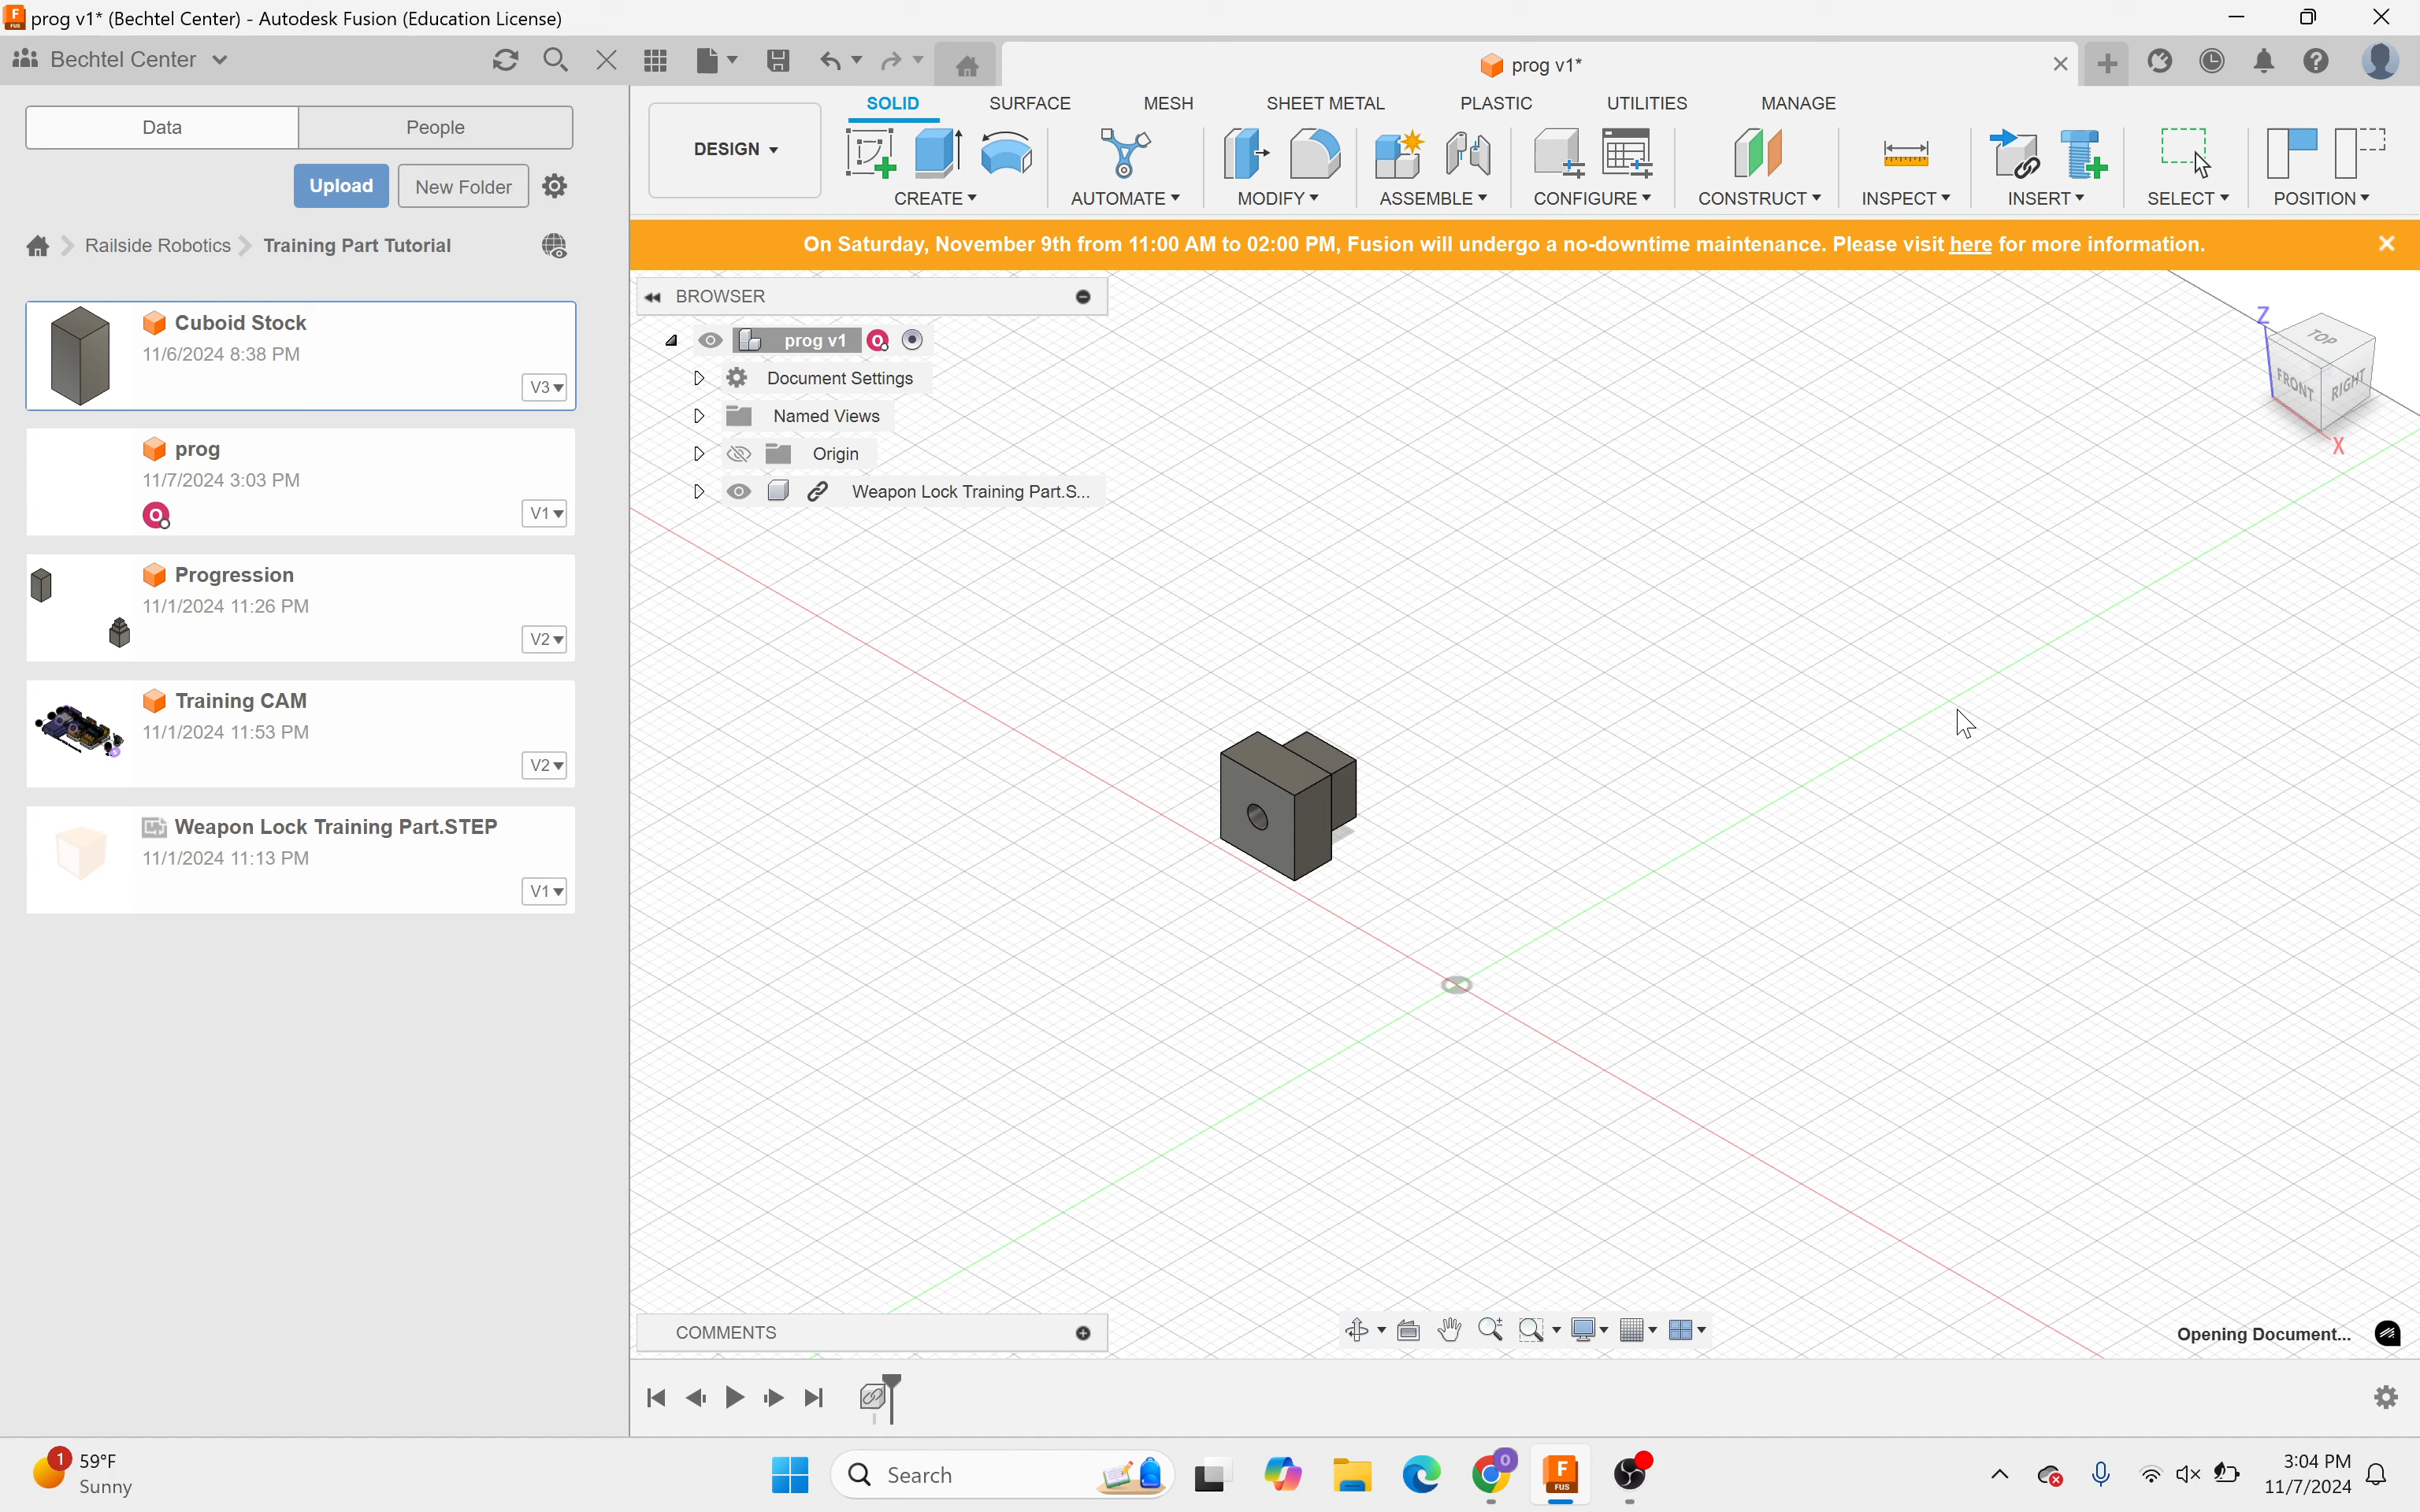 prog v1* (Bechtel Center) - Autodesk Fusion (Education License)
Bechtel Center
prog v1*
Data
People
Upload
New Folder
Railside Robotics
Training Part Tutorial
Cuboid Stock
11/6/2024 8:38 PM
V3
prog
11/7/2024 3:03 PM
O
V1
Progression
11/1/2024 11:26 PM
V2
Training CAM
11/1/2024 11:53 PM
V2
Weapon Lock Training Part.STEP
11/1/2024 11:13 PM
V1
DESIGN
SOLID
SURFACE
MESH
SHEET METAL
PLASTIC
UTILITIES
MANAGE
CREATE
AUTOMATE
MODIFY
ASSEMBLE
CONFIGURE
CONSTRUCT
INSPECT
INSERT
SELECT
POSITION
On Saturday, November 9th from 11:00 AM to 02:00 PM, Fusion will undergo a no-downtime maintenance. Please visit here for more information.
BROWSER
prog v1
O
Document Settings
Named Views
Origin
Weapon Lock Training Part.S...
Z
TOP
FRONT
RIGHT
X
COMMENTS
Opening Document...
1
59°F
Sunny
Search
O
F
FUS
3:04 PM
11/7/2024